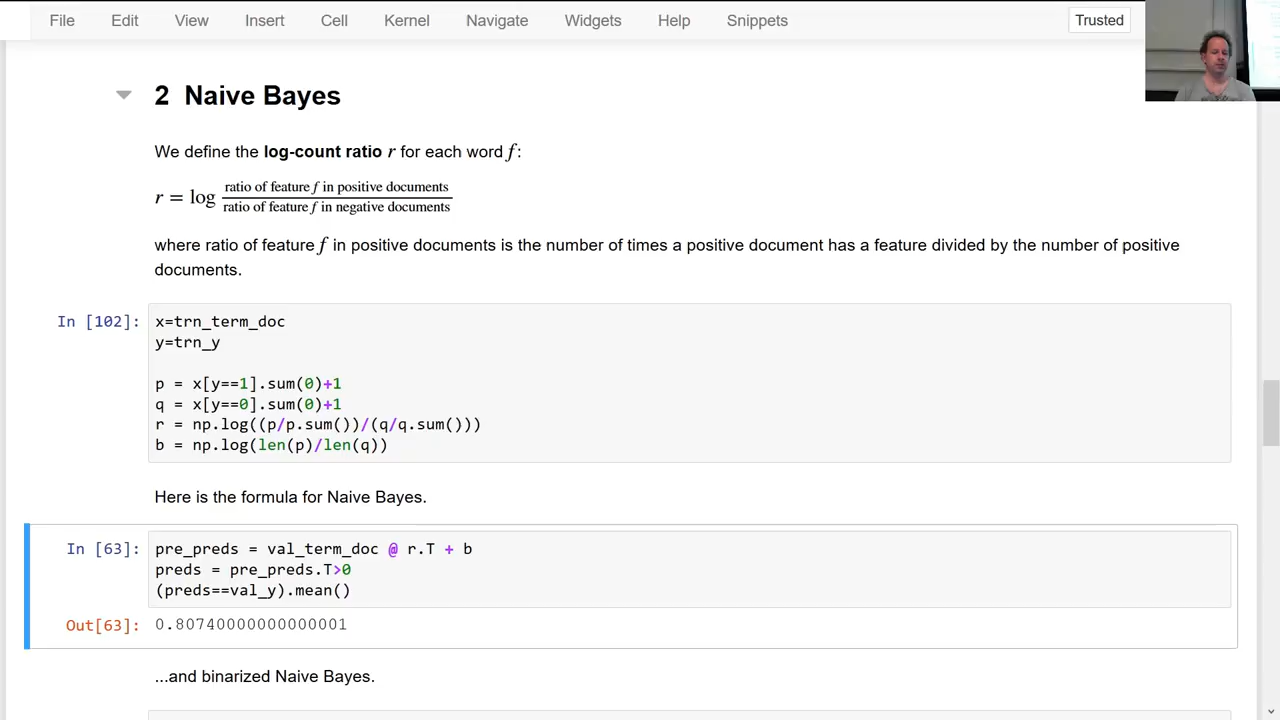 File Edit View Insert Cell Kernel Navigate Widgets Help Snippets Trusted
2 Naive Bayes
We define the log-count ratio r for each word f:
r = log ratio of feature f in positive documents
ratio of feature f in negative documents
where ratio of feature f in positive documents is the number of times a positive document has a feature divided by the number of positive
documents.
In [102]: x=trn_term_doc
y=trn_y
p = x[y==1].sum(0)+1
q = x[y==0].sum(0)+1
r = np.log((p/p.sum())/(q/q.sum()))
b = np.log(len(p)/len(q))
Here is the formula for Naive Bayes.
In [63]: pre_preds = val_term_doc @ r.T + b
preds = pre_preds.T>0
(preds==val_y).mean()
Out[63]: 0.80740000000000001
...and binarized Naive Bayes.